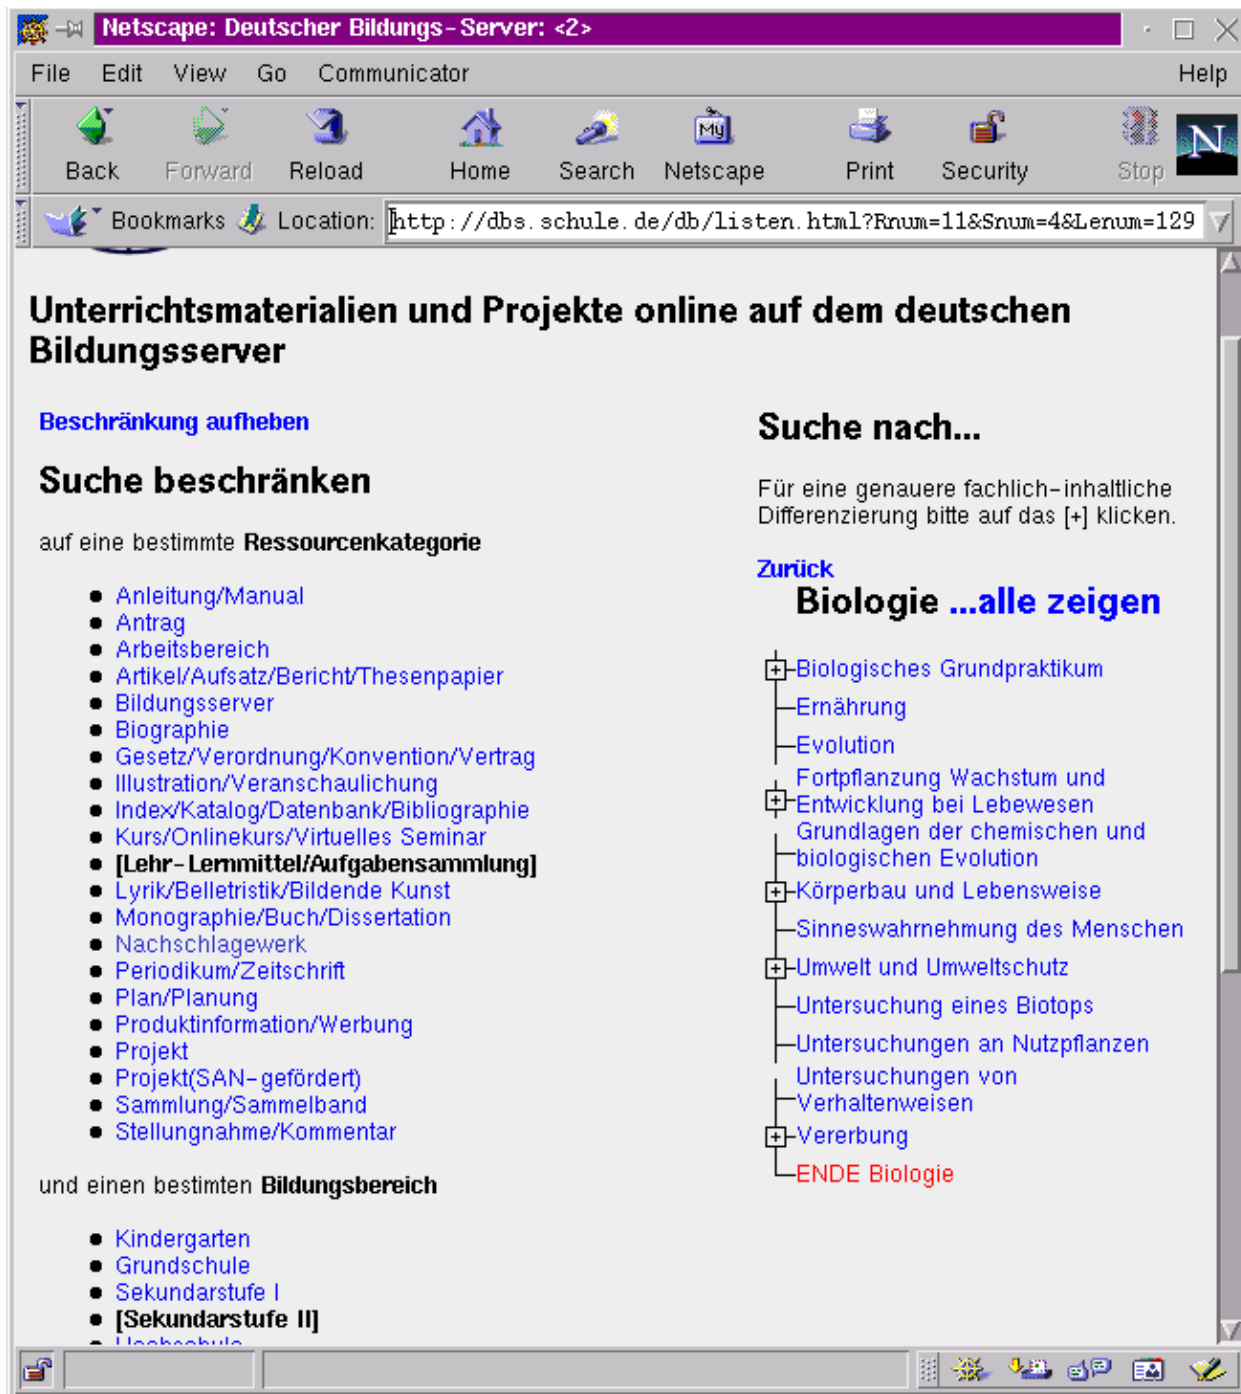 Netscape: Deutscher Bildungs-Server: <2>
File Edit View Go Communicator Help
Back Forward Reload Home Search Netscape Print Security Stop
My
N
Bookmarks Location: http://dbs.schule.de/db/listen.html?Rnum=11&Snum=4&Lenum=129
Unterrichtsmaterialien und Projekte online auf dem deutschen
Bildungsserver
Beschränkung aufheben
Suche beschränken
auf eine bestimmte Ressourcenkategorie
Anleitung/Manual
Antrag
Arbeitsbereich
Artikel/Aufsatz/Bericht/Thesenpapier
Bildungsserver
Biographie
Gesetz/Verordnung/Konvention/Vertrag
Illustration/Veranschaulichung
Index/Katalog/Datenbank/Bibliographie
Kurs/Onlinekurs/Virtuelles Seminar
[Lehr-Lernmittel/Aufgabensammlung]
Lyrik/Belletristik/Bildende Kunst
Monographie/Buch/Dissertation
Nachschlagewerk
Periodikum/Zeitschrift
Plan/Planung
Produktinformation/Werbung
Projekt
Projekt(SAN-gefördert)
Sammlung/Sammelband
Stellungnahme/Kommentar
und einen bestimten Bildungsbereich
Kindergarten
Grundschule
Sekundarstufe I
[Sekundarstufe II]
Hochschule
Suche nach...
Für eine genauere fachlich-inhaltliche
Differenzierung bitte auf das [+] klicken.
Zurück
Biologie ...alle zeigen
Biologisches Grundpraktikum
Ernährung
Evolution
Fortpflanzung Wachstum und
Entwicklung bei Lebewesen
Grundlagen der chemischen und
biologischen Evolution
Körperbau und Lebensweise
Sinneswahrnehmung des Menschen
Umwelt und Umweltschutz
Untersuchung eines Biotops
Untersuchungen an Nutzpflanzen
Untersuchungen von
Verhaltenweisen
Vererbung
ENDE Biologie